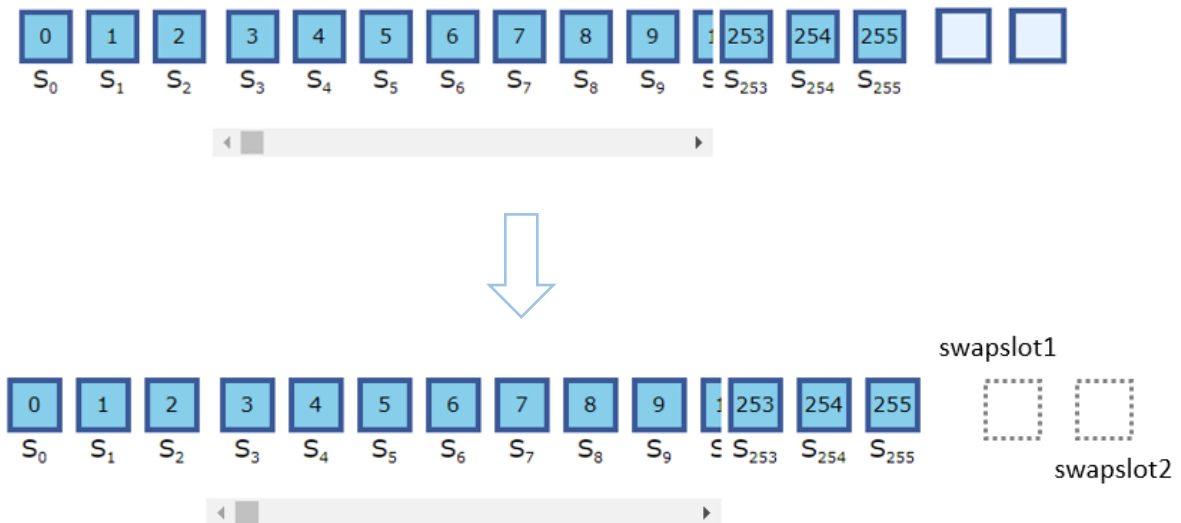 0 1 2 3 4 5 6 7 8 9 253 254 255
S₀ S₁ S₂ S₃ S₄ S₅ S₆ S₇ S₈ S₉ S₂₅₃ S₂₅₄ S₂₅₅
swapslot1
0 1 2 3 4 5 6 7 8 9 253 254 255
S₀ S₁ S₂ S₃ S₄ S₅ S₆ S₇ S₈ S₉ S₂₅₃ S₂₅₄ S₂₅₅
swapslot2